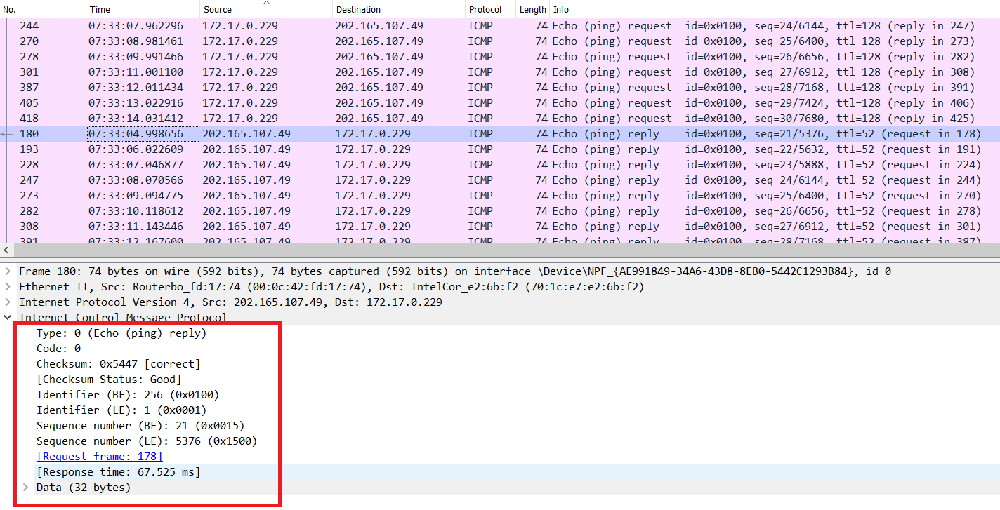 No. Time Source Destination Protocol Length Info
244 07:33:07.962296 172.17.0.229 202.165.107.49 ICMP 74 Echo (ping) request id=0x0100, seq=24/6144, ttl=128 (reply in 247)
270 07:33:08.981461 172.17.0.229 202.165.107.49 ICMP 74 Echo (ping) request id=0x0100, seq=25/6400, ttl=128 (reply in 273)
278 07:33:09.991466 172.17.0.229 202.165.107.49 ICMP 74 Echo (ping) request id=0x0100, seq=26/6656, ttl=128 (reply in 282)
301 07:33:11.001100 172.17.0.229 202.165.107.49 ICMP 74 Echo (ping) request id=0x0100, seq=27/6912, ttl=128 (reply in 308)
387 07:33:12.011434 172.17.0.229 202.165.107.49 ICMP 74 Echo (ping) request id=0x0100, seq=28/7168, ttl=128 (reply in 391)
405 07:33:13.022916 172.17.0.229 202.165.107.49 ICMP 74 Echo (ping) request id=0x0100, seq=29/7424, ttl=128 (reply in 406)
418 07:33:14.031412 172.17.0.229 202.165.107.49 ICMP 74 Echo (ping) request id=0x0100, seq=30/7680, ttl=128 (reply in 425)
180 07:33:04.998656 202.165.107.49 172.17.0.229 ICMP 74 Echo (ping) reply id=0x0100, seq=21/5376, ttl=52 (request in 178)
193 07:33:06.022609 202.165.107.49 172.17.0.229 ICMP 74 Echo (ping) reply id=0x0100, seq=22/5632, ttl=52 (request in 191)
228 07:33:07.046877 202.165.107.49 172.17.0.229 ICMP 74 Echo (ping) reply id=0x0100, seq=23/5888, ttl=52 (request in 224)
247 07:33:08.070566 202.165.107.49 172.17.0.229 ICMP 74 Echo (ping) reply id=0x0100, seq=24/6144, ttl=52 (request in 244)
273 07:33:09.094775 202.165.107.49 172.17.0.229 ICMP 74 Echo (ping) reply id=0x0100, seq=25/6400, ttl=52 (request in 270)
282 07:33:10.118612 202.165.107.49 172.17.0.229 ICMP 74 Echo (ping) reply id=0x0100, seq=26/6656, ttl=52 (request in 278)
308 07:33:11.143446 202.165.107.49 172.17.0.229 ICMP 74 Echo (ping) reply id=0x0100, seq=27/6912, ttl=52 (request in 301)
391 07:33:12.167600 202.165.107.49 172.17.0.229 ICMP 74 Echo (ping) reply id=0x0100, seq=28/7168, ttl=52 (request in 387)
Frame 180: 74 bytes on wire (592 bits), 74 bytes captured (592 bits) on interface \Device\NPF_{AE991849-34A6-43D8-8EB0-5442C1293B84}, id 0
Ethernet II, Src: Routerbo_fd:17:74 (00:0c:42:fd:17:74), Dst: IntelCor_e2:6b:f2 (70:1c:e7:e2:6b:f2)
Internet Protocol Version 4, Src: 202.165.107.49, Dst: 172.17.0.229
Internet Control Message Protocol
Type: 0 (Echo (ping) reply)
Code: 0
Checksum: 0x5447 [correct]
[Checksum Status: Good]
Identifier (BE): 256 (0x0100)
Identifier (LE): 1 (0x0001)
Sequence number (BE): 21 (0x0015)
Sequence number (LE): 5376 (0x1500)
[Request frame: 178]
[Response time: 67.525 ms]
Data (32 bytes)